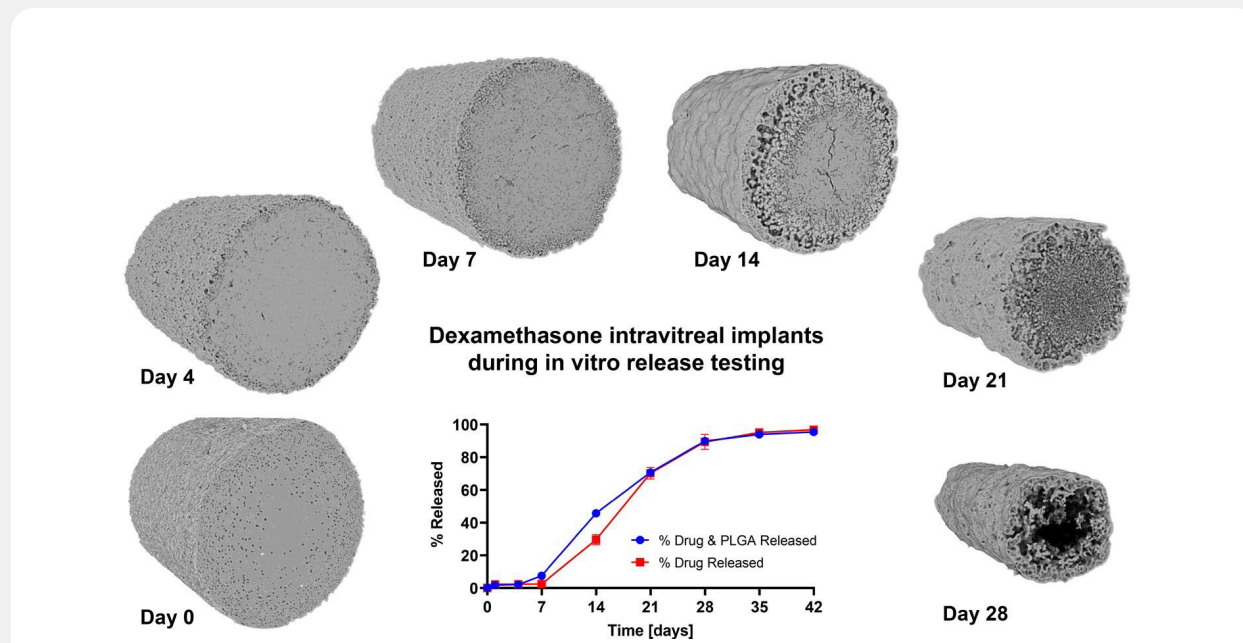 Day 7
Day 14
Day 4
Day 21
Dexamethasone intravitreal implants
during in vitro release testing
Day 0
Day 28
% Released
100
80
60
40
20
0
% Drug & PLGA Released
% Drug Released
0 7 14 21 28 35 42
Time [days]